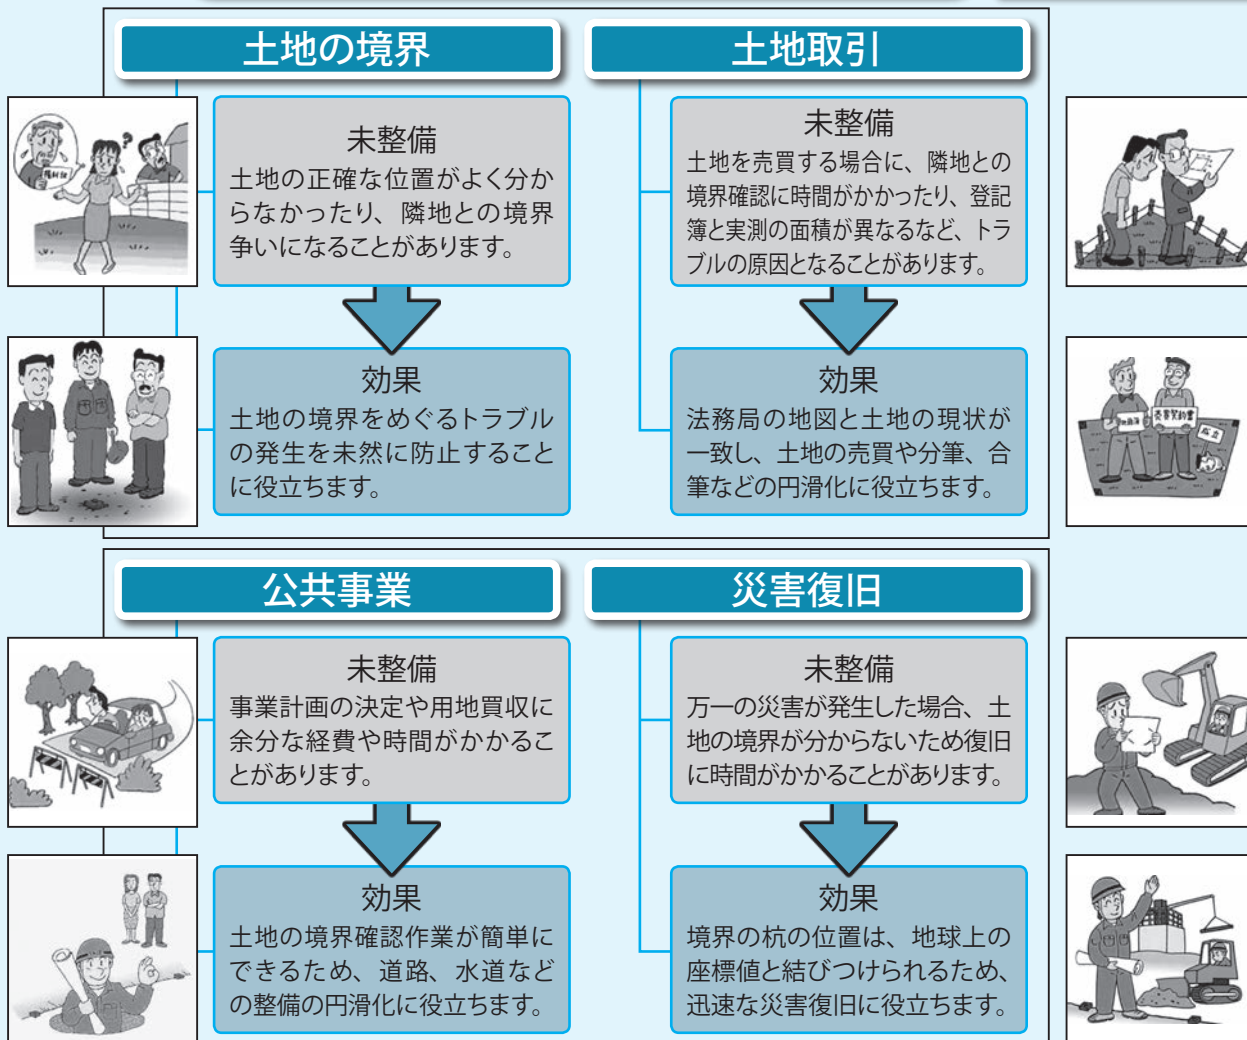 土地の境界
未整備
土地の正確な位置がよく分か
らなかったり、隣地との境界
争いになることがあります。
効果
土地の境界をめぐるトラブル
の発生を未然に防止すること
に役立ちます。
土地取引
未整備
土地を売買する場合に、隣地との
境界確認に時間がかかったり、登記
簿と実測の面積が異なるなど、トラ
ブルの原因となることがあります。
効果
法務局の地図と土地の現状が
一致し、土地の売買や分筆、合
筆などの円滑化に役立ちます。
売買契約書
成立
公共事業
未整備
事業計画の決定や用地買収に
余分な経費や時間がかかるこ
とがあります。
効果
土地の境界確認作業が簡単に
できるため、道路、水道など
の整備の円滑化に役立ちます。
災害復旧
未整備
万一の災害が発生した場合、土
地の境界が分からないため復旧
に時間がかかることがあります。
効果
境界の杭の位置は、地球上の
座標値と結びつけられるため、
迅速な災害復旧に役立ちます。